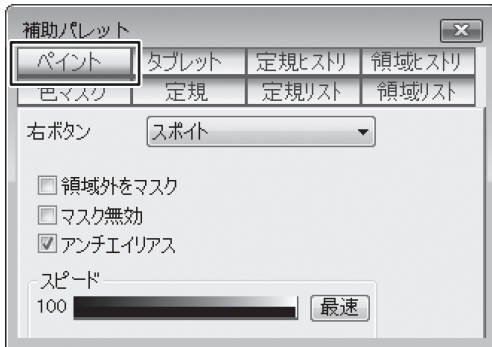 補助パレット
ペイント タブレット 定規ヒストリ 領域ヒストリ
色マスク 定規 定規リスト 領域リスト
右ボタン スポイト
領域外をマスク
マスク無効
アンチエイリアス
スピード
100 最速